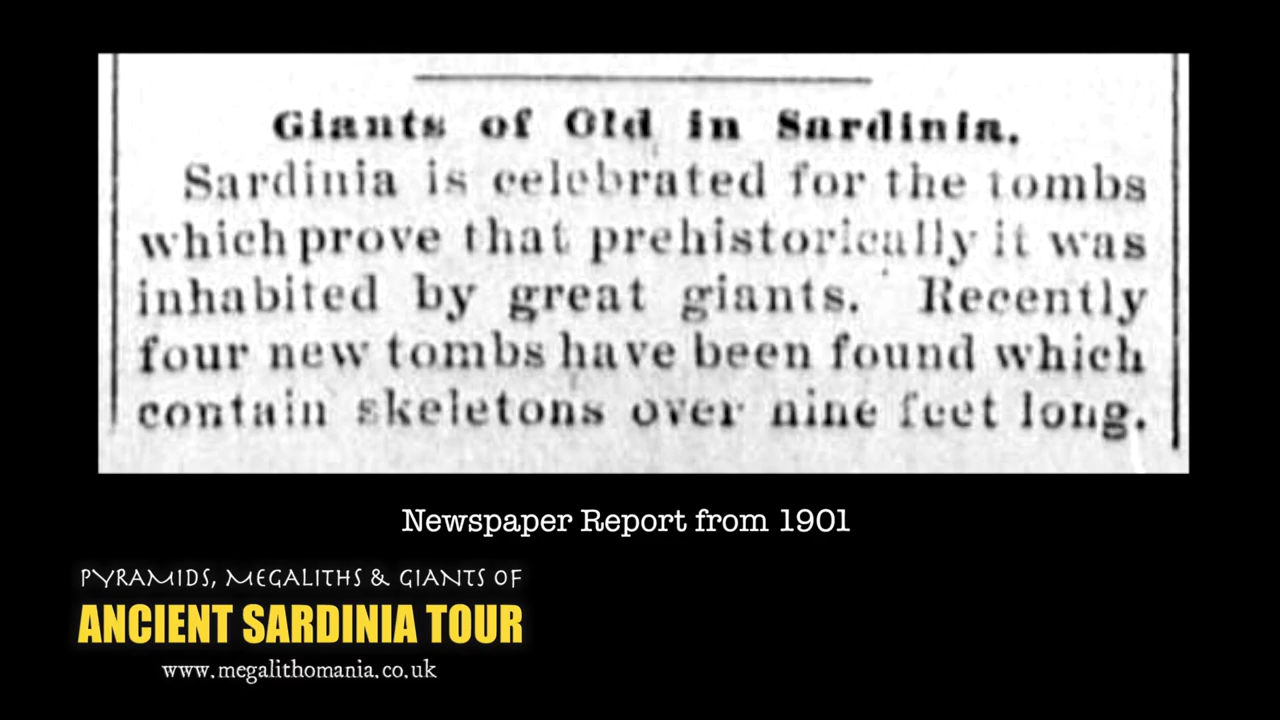 Giants of Old in Sardinia.
Sardinia is celebrated for the tombs
which prove that prehistorically it was
inhabited by great giants. Recently
four new tombs have been found which
contain skeletons over nine feet long.
Newspaper Report from 1901
PYRAMIDS, MEGALITHS & GIANTS OF
ANCIENT SARDINIA TOUR
www.megalithomania.co.uk